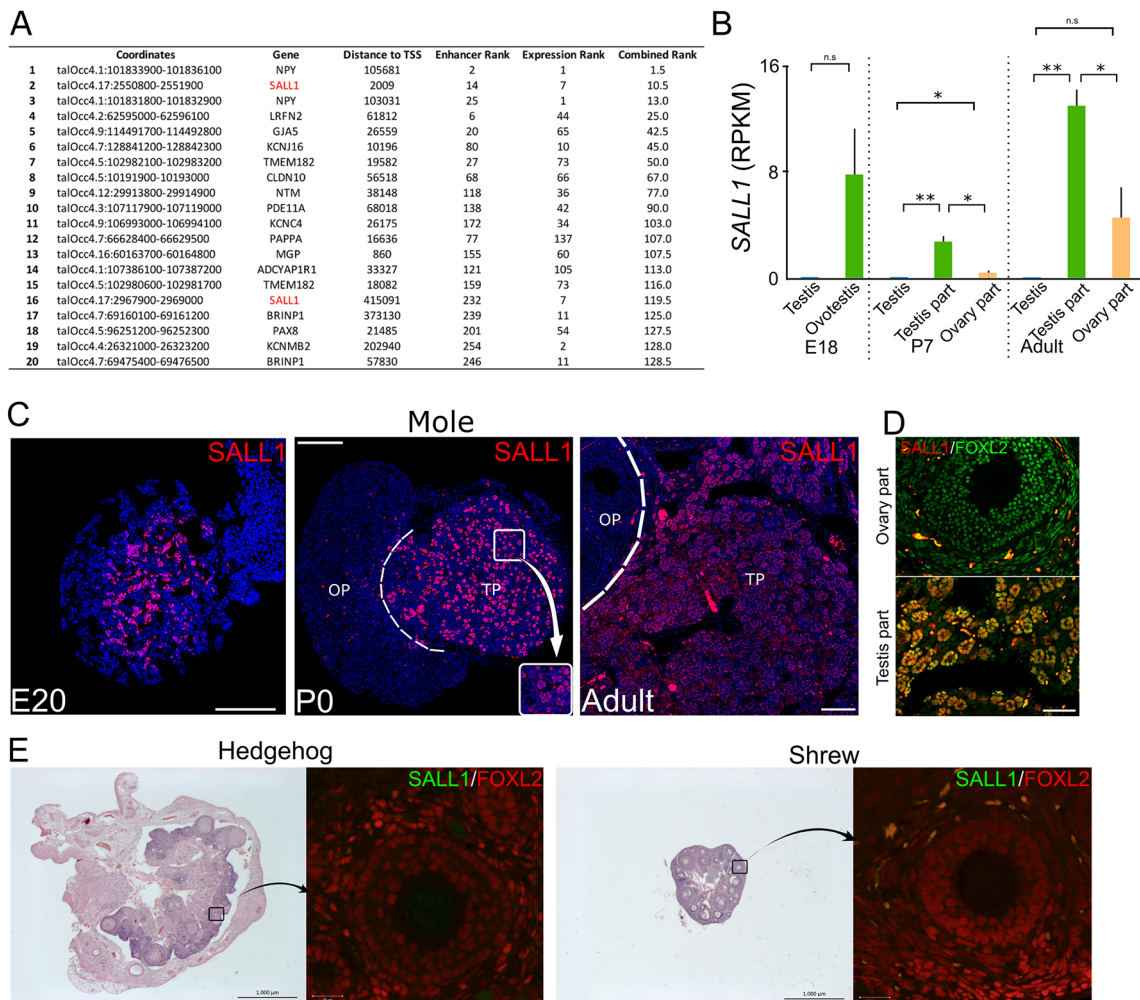 A
Coordinates Gene Distance to TSS Enhancer Rank Expression Rank Combined Rank
1 talOcc4.1:101833900-101836100 NPY 105681 2 1 1.5
2 talOcc4.17:2550800-2551900 SALL1 2009 14 7 10.5
3 talOcc4.1:101831800-101832900 NPY 103031 25 1 13.0
4 talOcc4.2:62595000-62596100 LRFN2 61812 6 44 25.0
5 talOcc4.9:114491700-114492800 GJA5 26559 20 65 42.5
6 talOcc4.7:128841200-128842300 KCNJ16 10196 80 10 45.0
7 talOcc4.5:102982100-102983200 TMEM182 19582 27 73 50.0
8 talOcc4.5:10191900-10193000 CLDN10 56518 68 66 67.0
9 talOcc4.12:29913800-29914900 NTM 38148 118 36 77.0
10 talOcc4.3:107117900-107119000 PDE11A 68018 138 42 90.0
11 talOcc4.9:106993000-106994100 KCNC4 26175 172 34 103.0
12 talOcc4.7:66628400-66629500 PAPPA 16636 77 137 107.0
13 talOcc4.16:60163700-60164800 MGP 860 155 60 107.5
14 talOcc4.1:107386100-107387200 ADCYAP1R1 33327 121 105 113.0
15 talOcc4.5:102980600-102981700 TMEM182 18082 159 73 116.0
16 talOcc4.17:2967900-2969000 SALL1 415091 232 7 119.5
17 talOcc4.7:69160100-69161200 BRINP1 373130 239 11 125.0
18 talOcc4.5:96251200-96252300 PAX8 21485 201 54 127.5
19 talOcc4.4:26321000-26323200 KCNMB2 202940 254 2 128.0
20 talOcc4.7:69475400-69476500 BRINP1 57830 246 11 128.5
B
n.s
n.s
*
** *
** *
SALL1 (RPKM)
16
8
0
Testis Ovotestis Testis Testis part Ovary part Testis Testis part Ovary part
E18 P7 Adult
C
Mole
SALL1
E20
SALL1
OP
TP
P0
SALL1
OP
TP
Adult
D
SALL1/FOXL2
Ovary part
Testis part
E
Hedgehog
SALL1/FOXL2
1.000 µm
Shrew
SALL1/FOXL2
1.000 µm